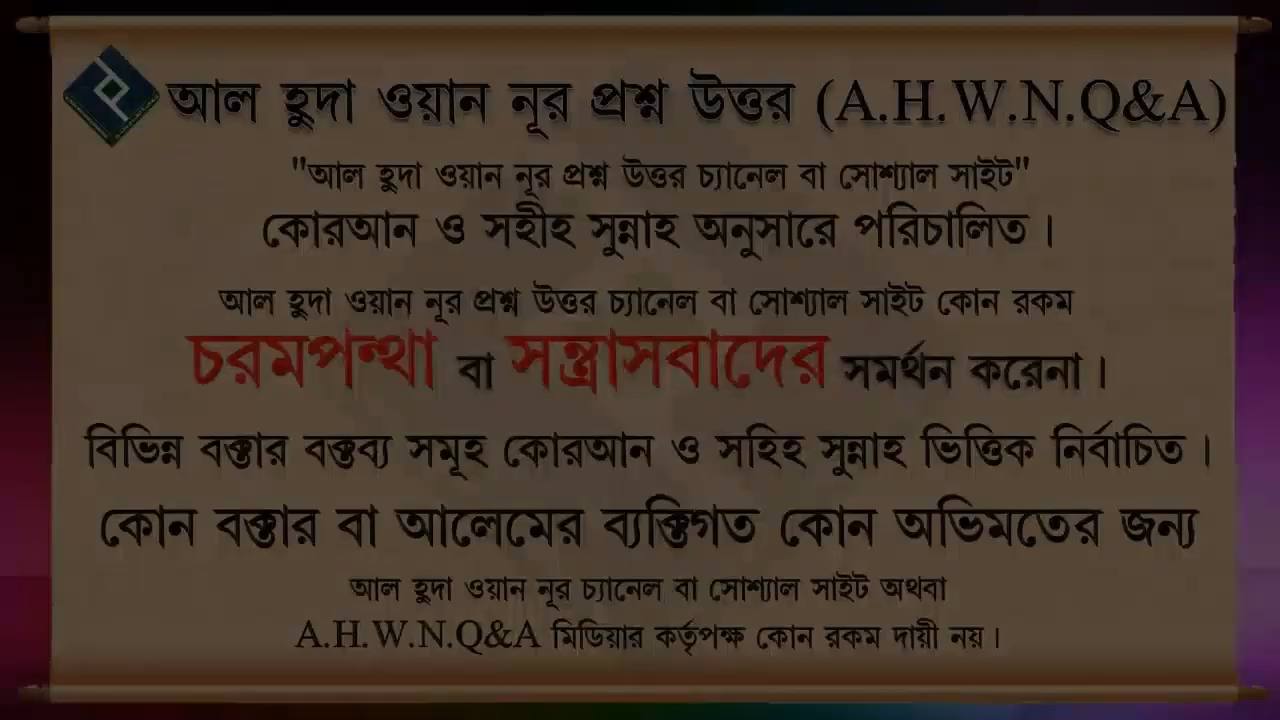 আল হুদা ওয়ান নূর প্রশ্ন উত্তর (A.H.W.N.Q&A)
"আল হুদা ওয়ান নূর প্রশ্ন উত্তর চ্যানেল বা সোশ্যাল সাইট"
কোরআন ও সহীহ সুন্নাহ অনুসারে পরিচালিত ।
আল হুদা ওয়ান নূর প্রশ্ন উত্তর চ্যানেল বা সোশ্যাল সাইট কোন রকম
চরমপন্থা বা সন্ত্রাসবাদের সমর্থন করেনা ।
বিভিন্ন বক্তার বক্তব্য সমূহ কোরআন ও সহিহ সুন্নাহ ভিত্তিক নির্বাচিত ।
কোন বক্তার বা আলেমের ব্যক্তিগত কোন অভিমতের জন্য
আল হুদা ওয়ান নূর চ্যানেল বা সোশ্যাল সাইট অথবা
A.H.W.N.Q&A মিডিয়ার কর্তৃপক্ষ কোন রকম দায়ী নয় ।